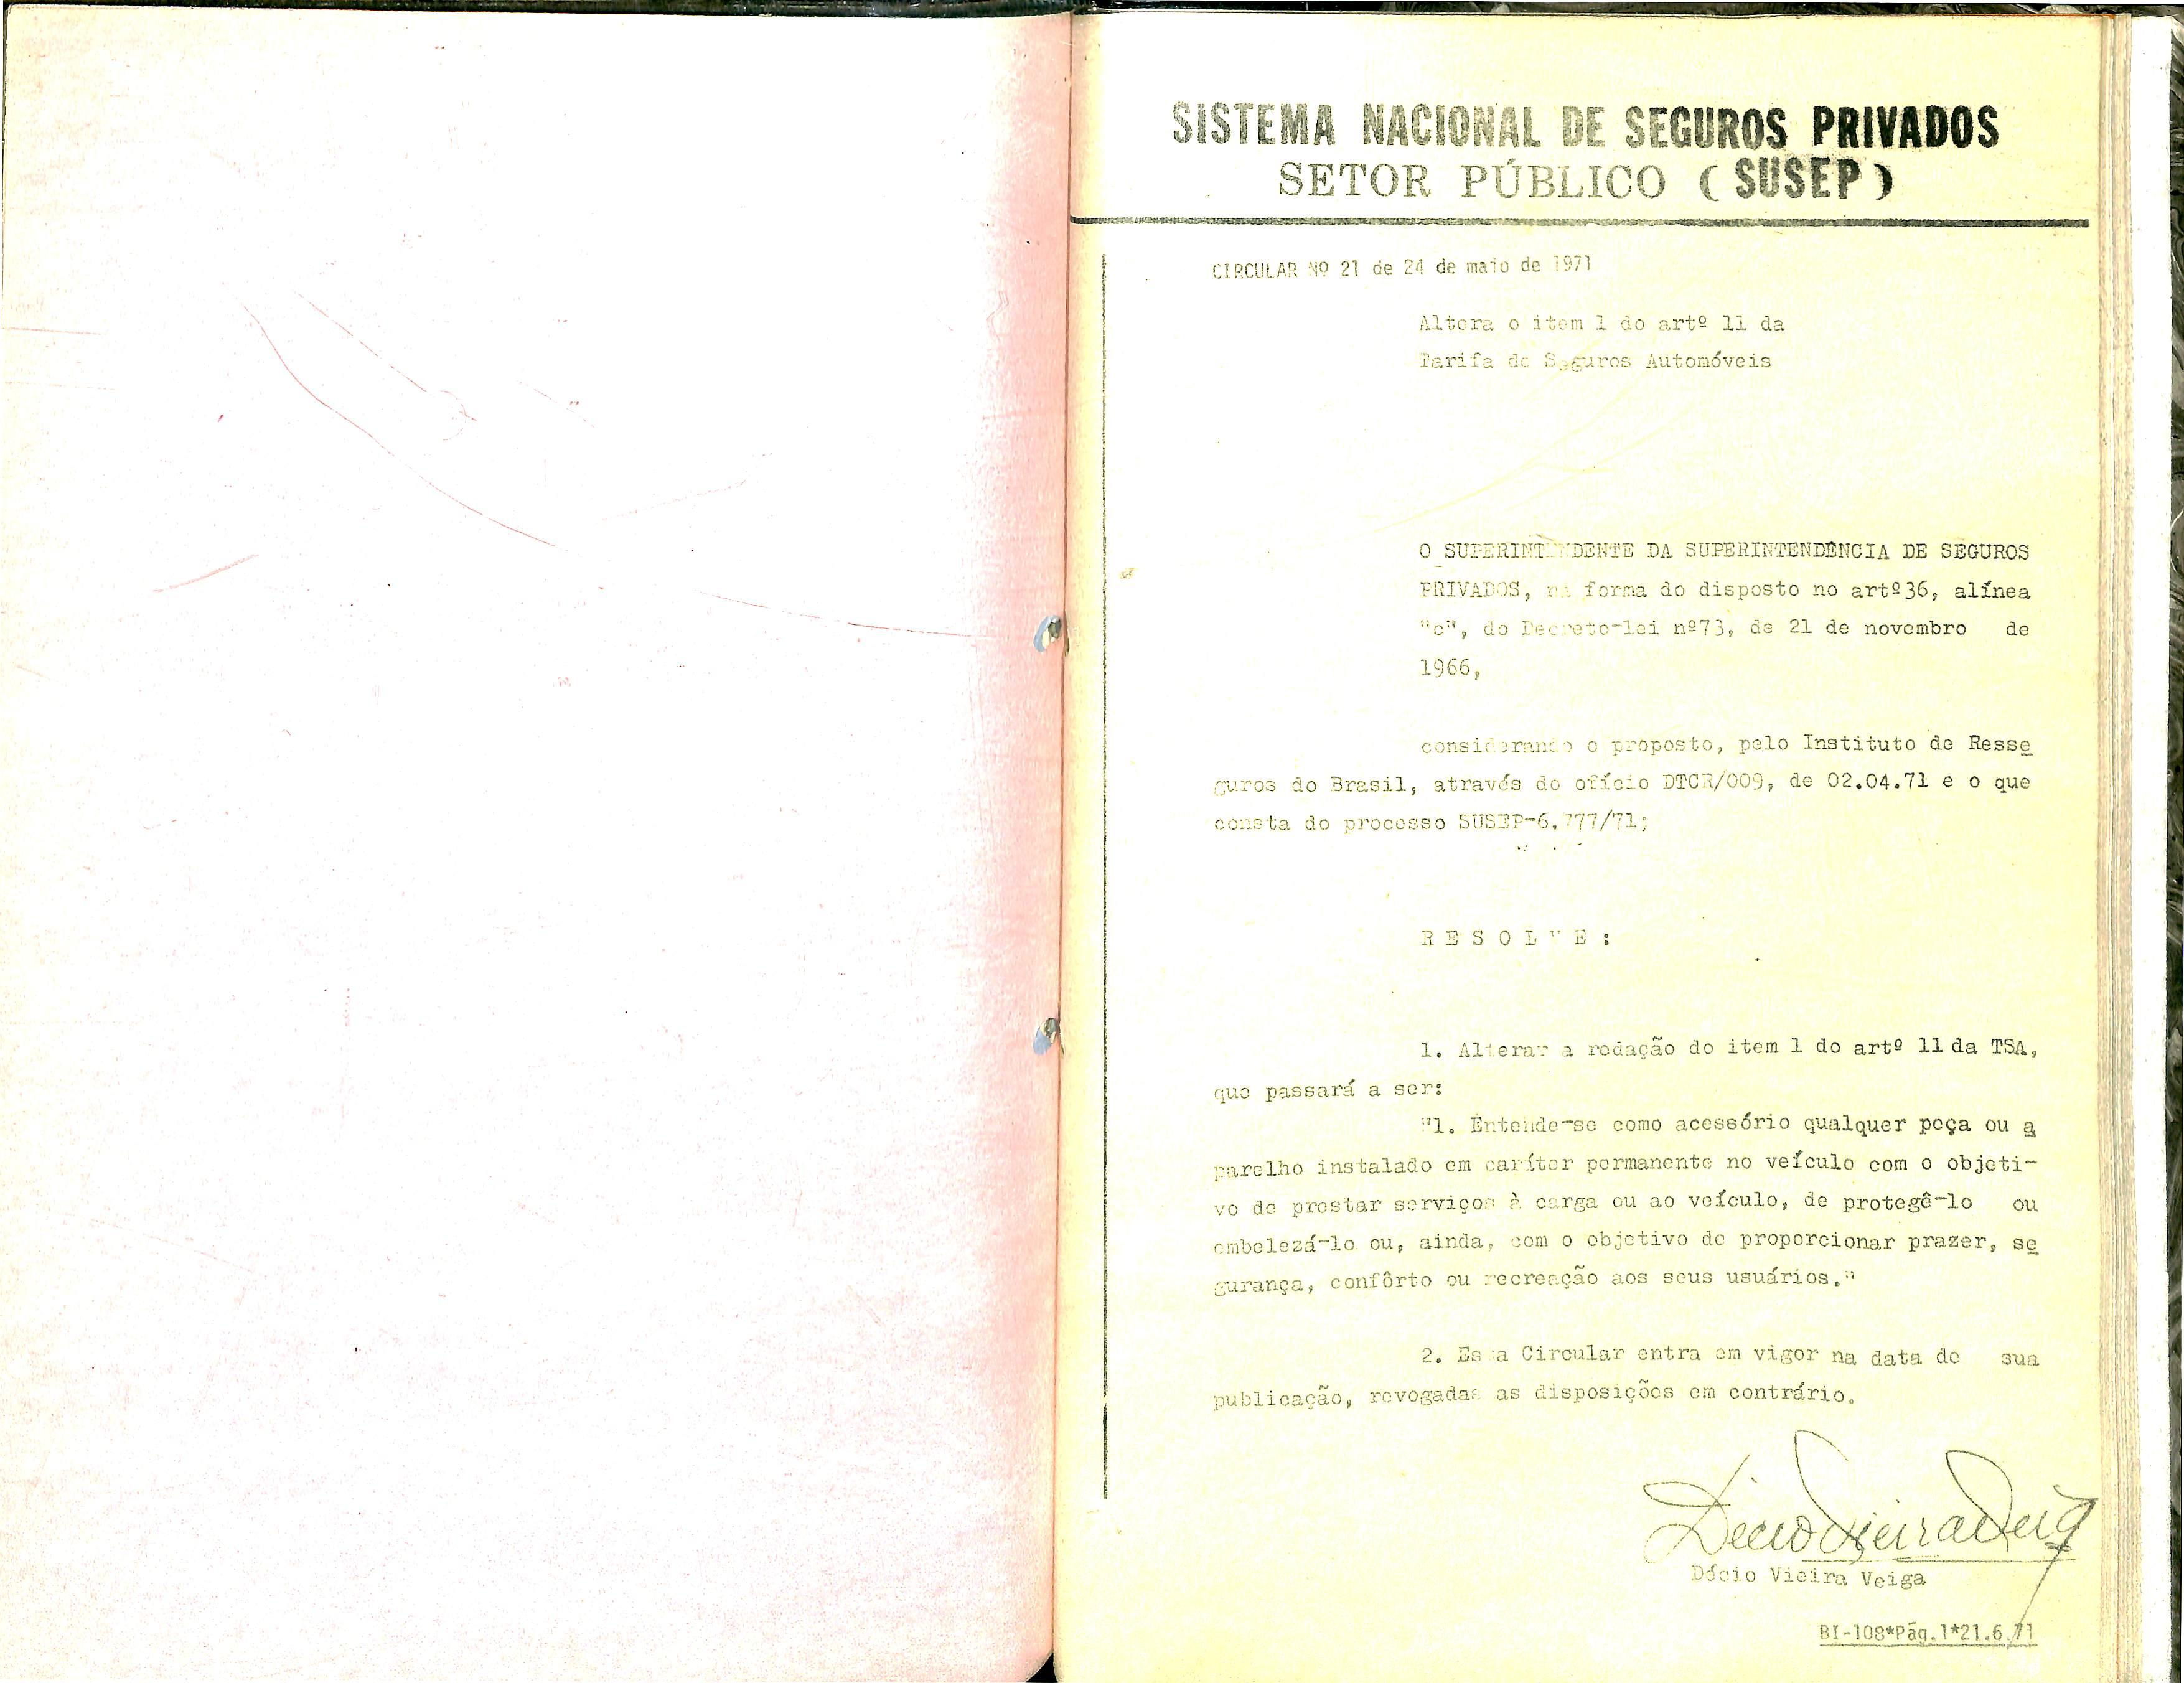 SISTEMA NACIONAL DE SEGUROS PRIVADOS
SETOR PÚBLICO ( SUSEP )
CIRCULAR Nº 21 de 24 de maio de 1971
Altera o item 1 do artº 11 da
Tarifa de Seguros Automóveis
O SUPERINTENDENTE DA SUPERINTENDÊNCIA DE SEGUROS
PRIVADOS, na forma do disposto no artº36, alínea
"c", do Decreto-lei nº73, de 21 de novembro de
1966,
considerando o proposto, pelo Instituto de Resse
guros do Brasil, através do ofício DTCR/009, de 02.04.71 e o que
consta do processo SUSEP-6.777/71;
R E S O L V E :
1. Alterar a redação do item 1 do artº 11 da TSA,
que passará a ser:
"1. Entende-se como acessório qualquer peça ou a
parelho instalado em caríter permanente no veículo com o objeti-
vo de prestar serviços à carga ou ao veículo, de protegê-lo ou
embelezá-lo ou, ainda, com o objetivo de proporcionar prazer, se
gurança, confôrto ou recreação aos seus usuários."
2. Essa Circular entra em vigor na data de sua
publicação, revogadas as disposições em contrário.
Décio Vieira Veiga
Décio Vieira Veiga
BI-108*Pág.1*21.6.71